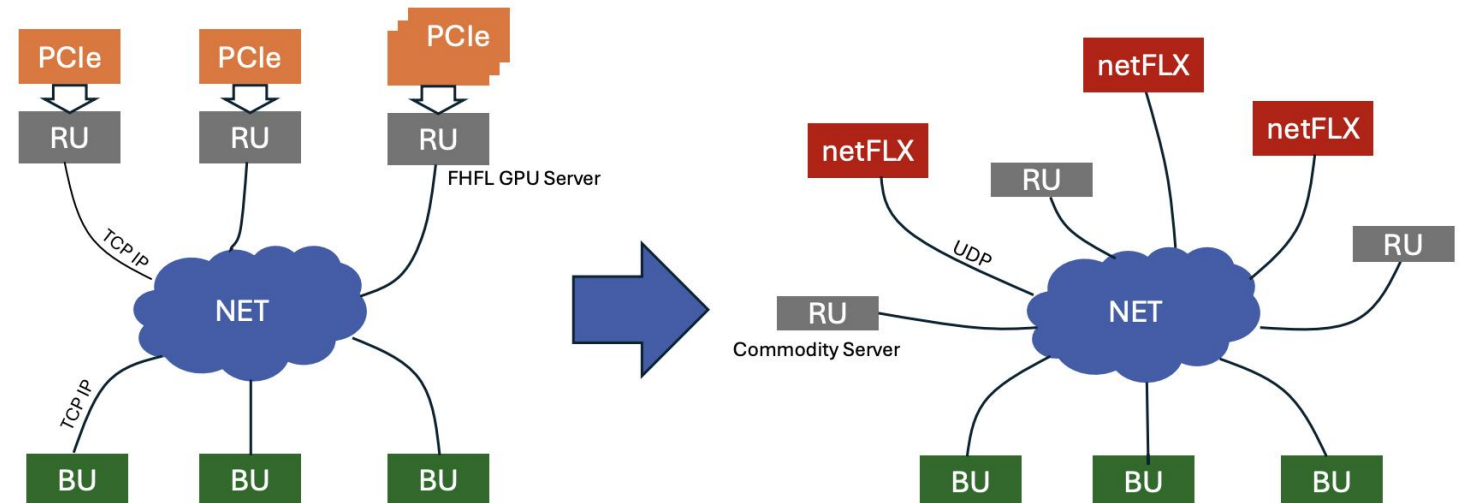 PCIe
PCIe
PCIe
RU
RU
RU
FHFL GPU Server
TCP IP
NET
TCP IP
BU
BU
BU
netFLX
netFLX
netFLX
RU
RU
UDP
RU
Commodity Server
NET
BU
BU
BU